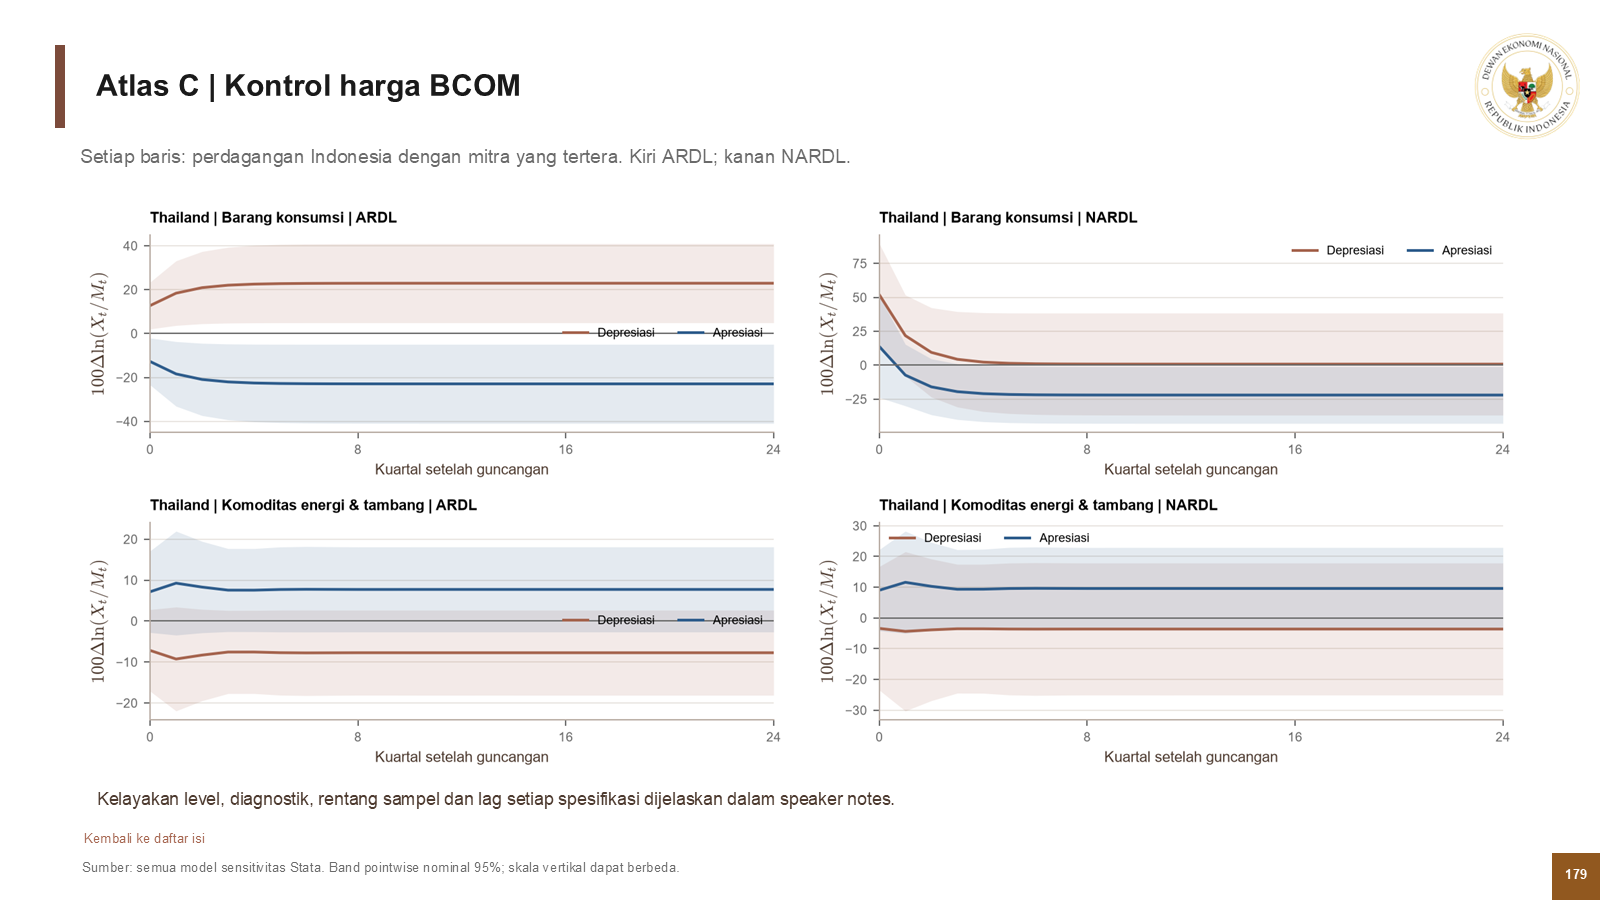 Atlas C | Kontrol harga BCOM
DEWAN EKONOMI NASIONAL
REPUBLIK INDONESIA
Setiap baris: perdagangan Indonesia dengan mitra yang tertera. Kiri ARDL; kanan NARDL.
Thailand | Barang konsumsi | ARDL
100Δln(Xₜ/Mₜ)
40
20
0
−20
−40
Depresiasi
Apresiasi
0
8
16
24
Kuartal setelah guncangan
Thailand | Barang konsumsi | NARDL
100Δln(Xₜ/Mₜ)
75
50
25
0
−25
Depresiasi
Apresiasi
0
8
16
24
Kuartal setelah guncangan
Thailand | Komoditas energi & tambang | ARDL
100Δln(Xₜ/Mₜ)
20
10
0
−10
−20
Depresiasi
Apresiasi
0
8
16
24
Kuartal setelah guncangan
Thailand | Komoditas energi & tambang | NARDL
100Δln(Xₜ/Mₜ)
30
20
10
0
−10
−20
−30
Depresiasi
Apresiasi
0
8
16
24
Kuartal setelah guncangan
Kelayakan level, diagnostik, rentang sampel dan lag setiap spesifikasi dijelaskan dalam speaker notes.
Kembali ke daftar isi
Sumber: semua model sensitivitas Stata. Band pointwise nominal 95%; skala vertikal dapat berbeda.
179